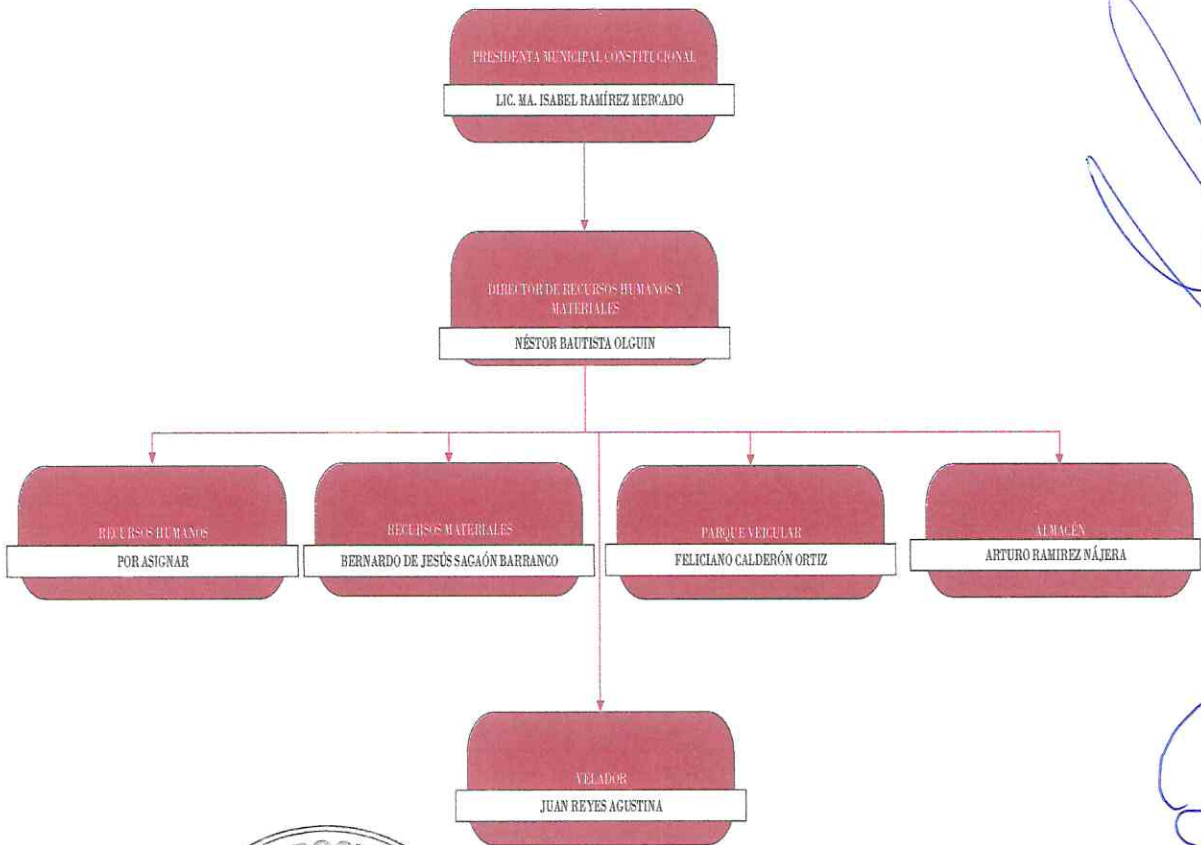 PRESIDENTA MUNICIPAL CONSTITUCIONAL
LIC. MA. ISABEL RAMÍREZ MERCADO
DIRECTOR DE RECURSOS HUMANOS Y
MATERIALES
NÉSTOR BAUTISTA OLGUIN
RECURSOS HUMANOS
POR ASIGNAR
RECURSOS MATERIALES
BERNARDO DE JESÚS SAGAÓN BARRANCO
PARQUE VEICULAR
FELICIANO CALDERÓN ORTIZ
ALMACÉN
ARTURO RAMIREZ NÁJERA
VELADOR
JUAN REYES AGUSTINA